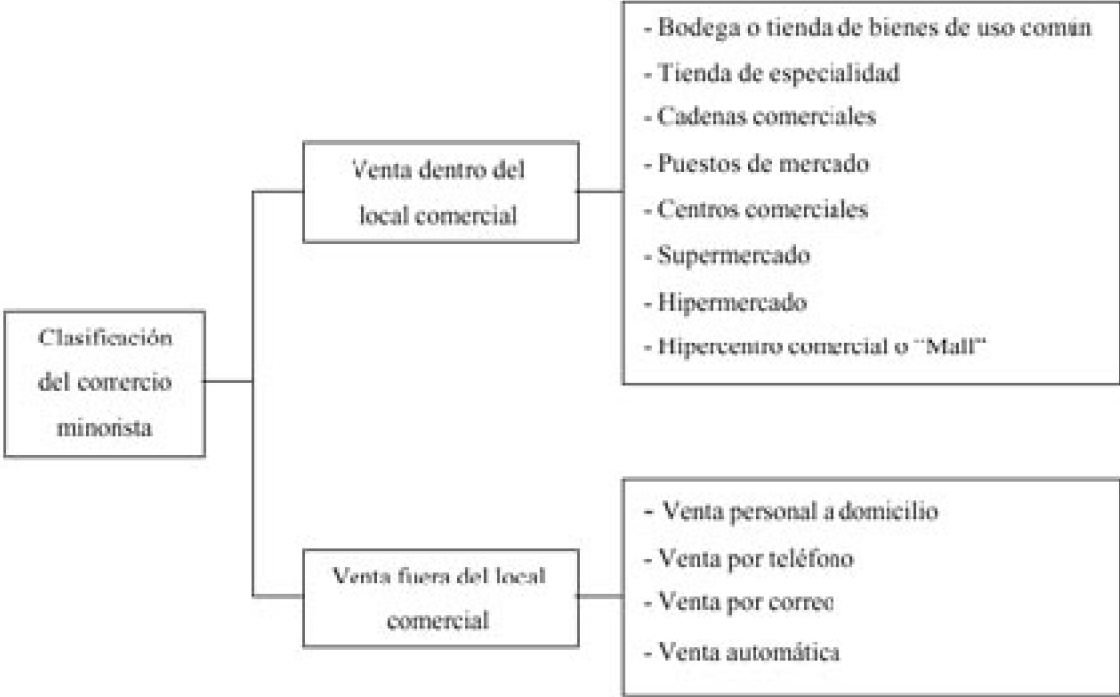 Clasificación
del comercio
minorista
Venta dentro del
local comercial
- Bodega o tienda de bienes de uso común
- Tienda de especialidad
- Cadenas comerciales
- Puestos de mercado
- Centros comerciales
- Supermercado
- Hipermercado
- Hipercentro comercial o "Mall"
Venta fuera del local
comercial
- Venta personal a domicilio
- Venta por teléfono
- Venta por correo
- Venta automática